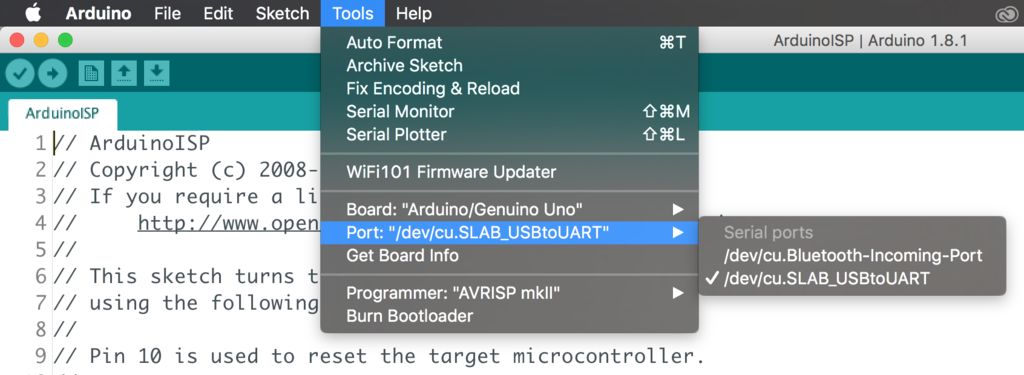 Arduino File Edit Sketch Tools Help
ArduinoISP | Arduino 1.8.1
ArduinoISP
Auto Format ⌘T
Archive Sketch
Fix Encoding & Reload
Serial Monitor ⇧⌘M
Serial Plotter ⇧⌘L
WiFi101 Firmware Updater
Board: "Arduino/Genuino Uno" ▶
Port: "/dev/cu.SLAB_USBtoUART" ▶
Get Board Info
Programmer: "AVRISP mkII" ▶
Burn Bootloader
Serial ports
/dev/cu.Bluetooth-Incoming-Port
✓ /dev/cu.SLAB_USBtoUART
1 // ArduinoISP
2 // Copyright (c) 2008-
3 // If you require a li
4 // http://www.open
5 //
6 // This sketch turns t
7 // using the following
8 //
9 // Pin 10 is used to reset the target microcontroller.